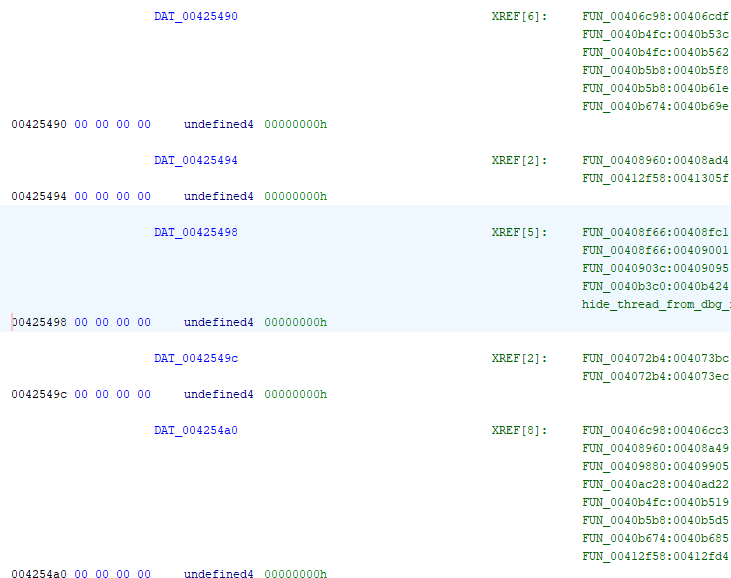 DAT_00425490 XREF[6]: FUN_00406c98:00406cdf
FUN_0040b4fc:0040b53c
FUN_0040b4fc:0040b562
FUN_0040b5b8:0040b5f8
FUN_0040b5b8:0040b61e
FUN_0040b674:0040b69e
00425490 00 00 00 00 undefined4 00000000h
DAT_00425494 XREF[2]: FUN_00408960:00408ad4
FUN_00412f58:0041305f
00425494 00 00 00 00 undefined4 00000000h
DAT_00425498 XREF[5]: FUN_00408f66:00408fc1
FUN_00408f66:00409001
FUN_0040903c:00409095
FUN_0040b3c0:0040b424
hide_thread_from_dbg_
00425498 00 00 00 00 undefined4 00000000h
DAT_0042549c XREF[2]: FUN_004072b4:004073bc
FUN_004072b4:004073ec
0042549c 00 00 00 00 undefined4 00000000h
DAT_004254a0 XREF[8]: FUN_00406c98:00406cc3
FUN_00408960:00408a49
FUN_00409880:00409905
FUN_0040ac28:0040ad22
FUN_0040b4fc:0040b519
FUN_0040b5b8:0040b5d5
FUN_0040b674:0040b685
FUN_00412f58:00412fd4
004254a0 00 00 00 00 undefined4 00000000h